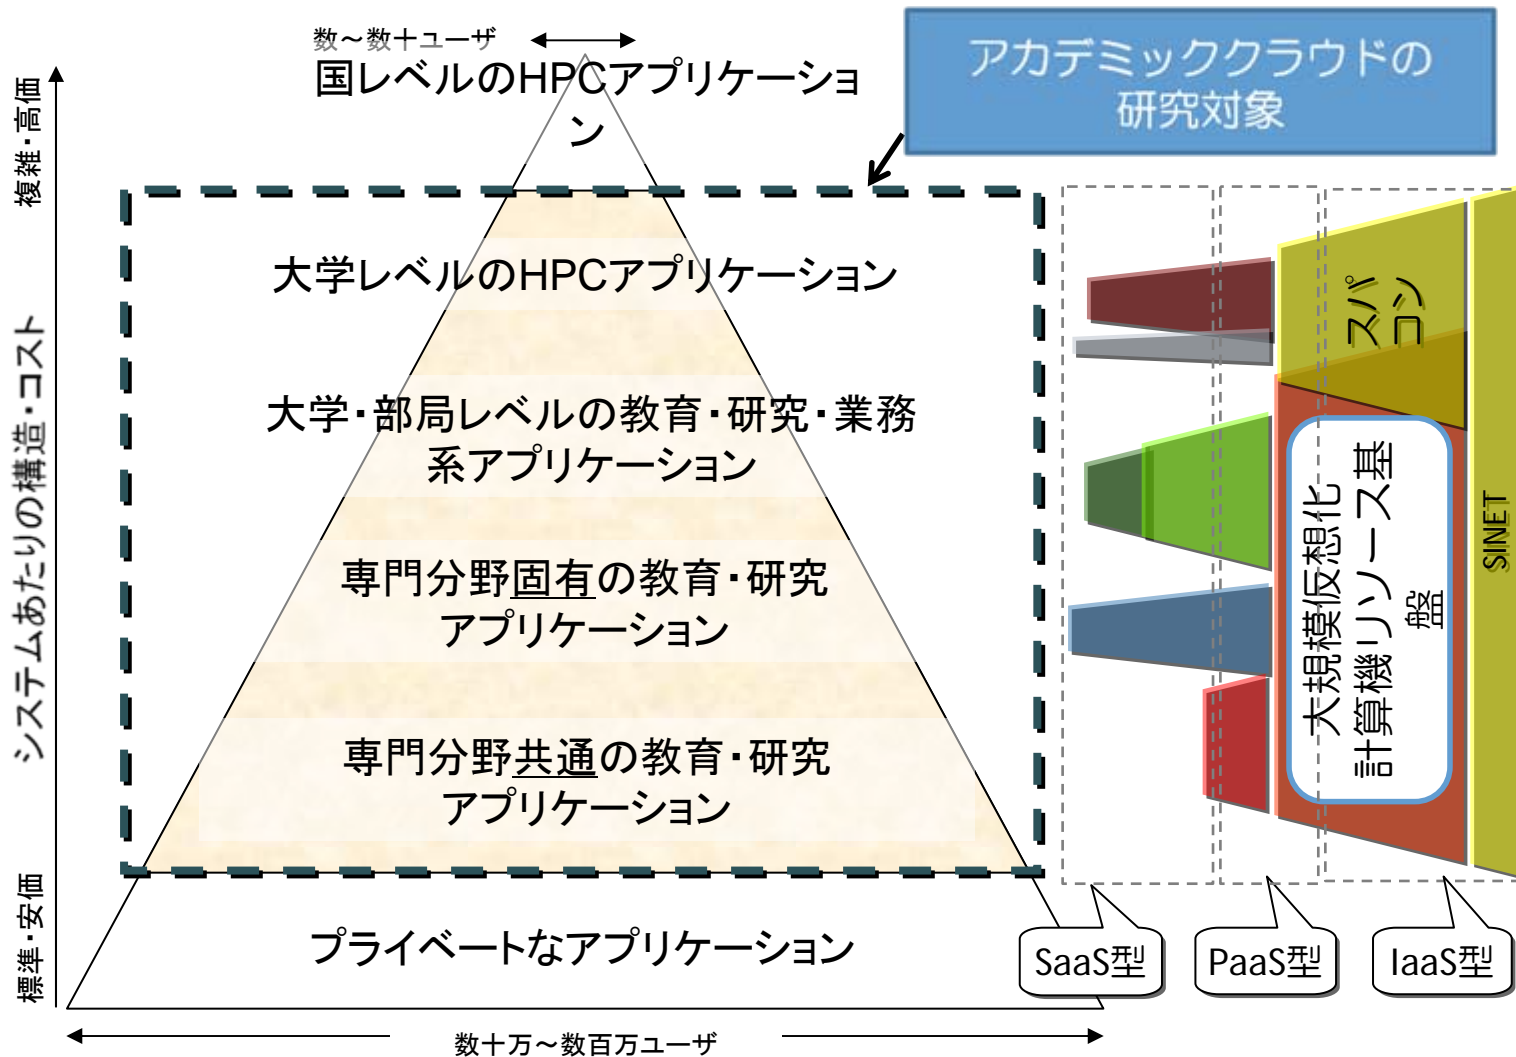 数～数十ユーザ
国レベルのHPCアプリケーショ
ン
アカデミッククラウドの
研究対象
複雑・高価
システムあたりの構造・コスト
標準・安価
大学レベルのHPCアプリケーション
大学・部局レベルの教育・研究・業務
系アプリケーション
専門分野固有の教育・研究
アプリケーション
専門分野共通の教育・研究
アプリケーション
プライベートなアプリケーション
数十万～数百万ユーザ
スパ
コン
大規模仮想化
計算機リソース基
盤
SINET
SaaS型
PaaS型
IaaS型